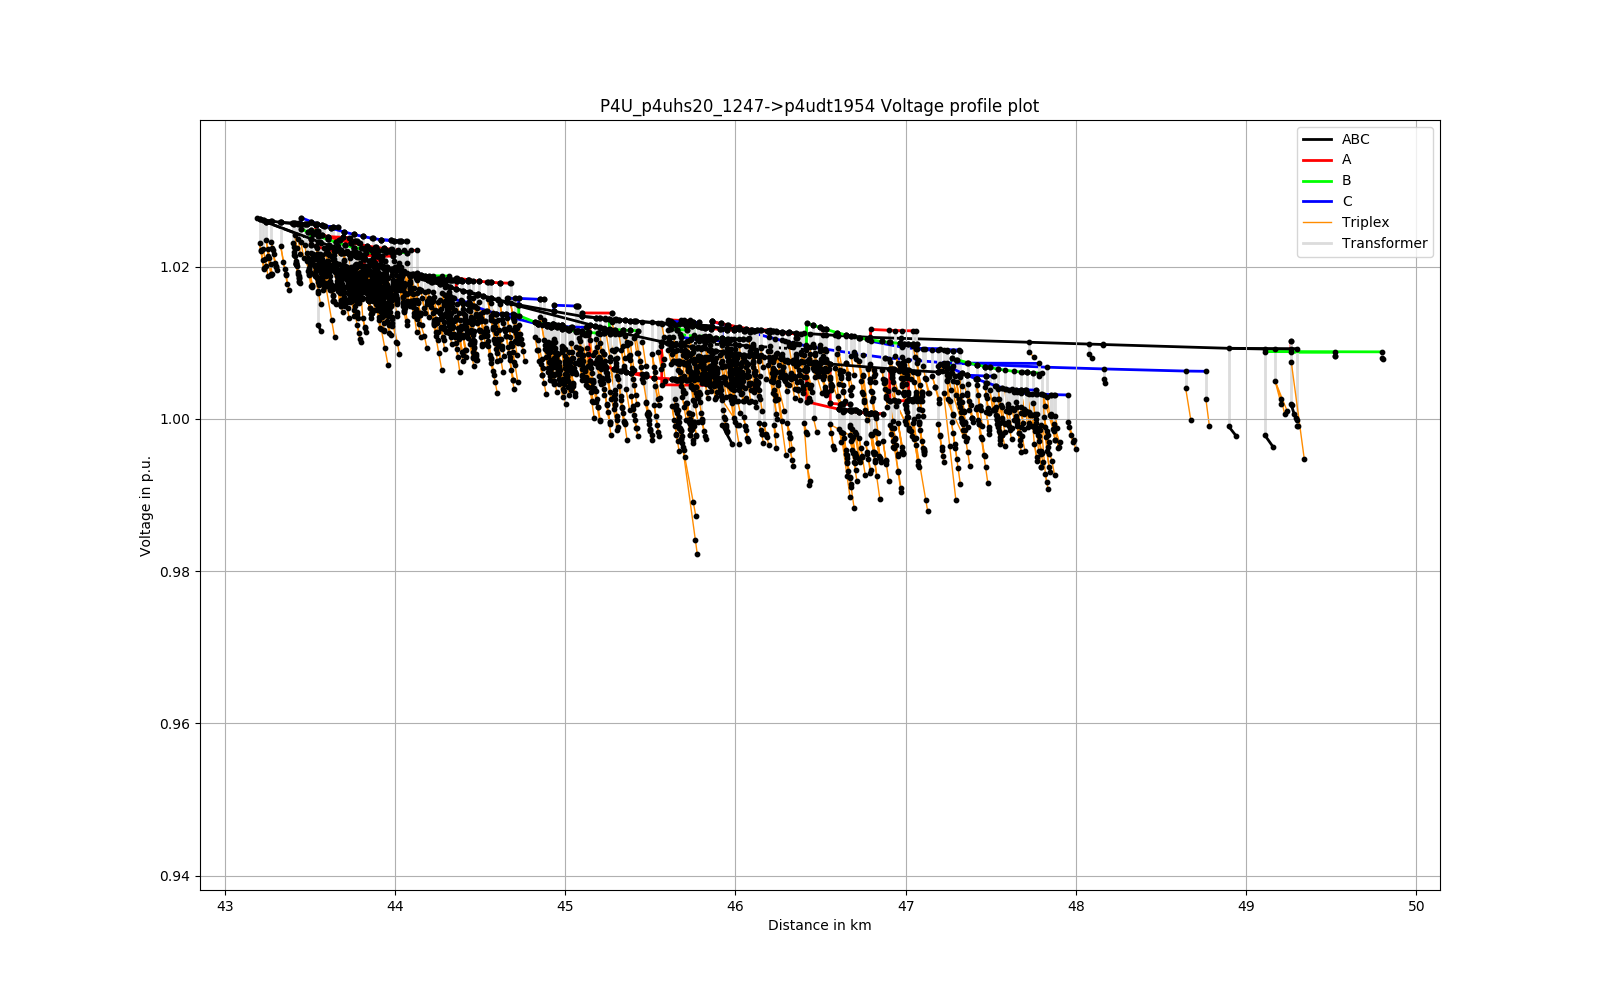 P4U_p4uhs20_1247->p4udt1954 Voltage profile plot
ABC
A
B
C
Triplex
Transformer
Voltage in p.u.
1.02
1.00
0.98
0.96
0.94
43 44 45 46 47 48 49 50
Distance in km